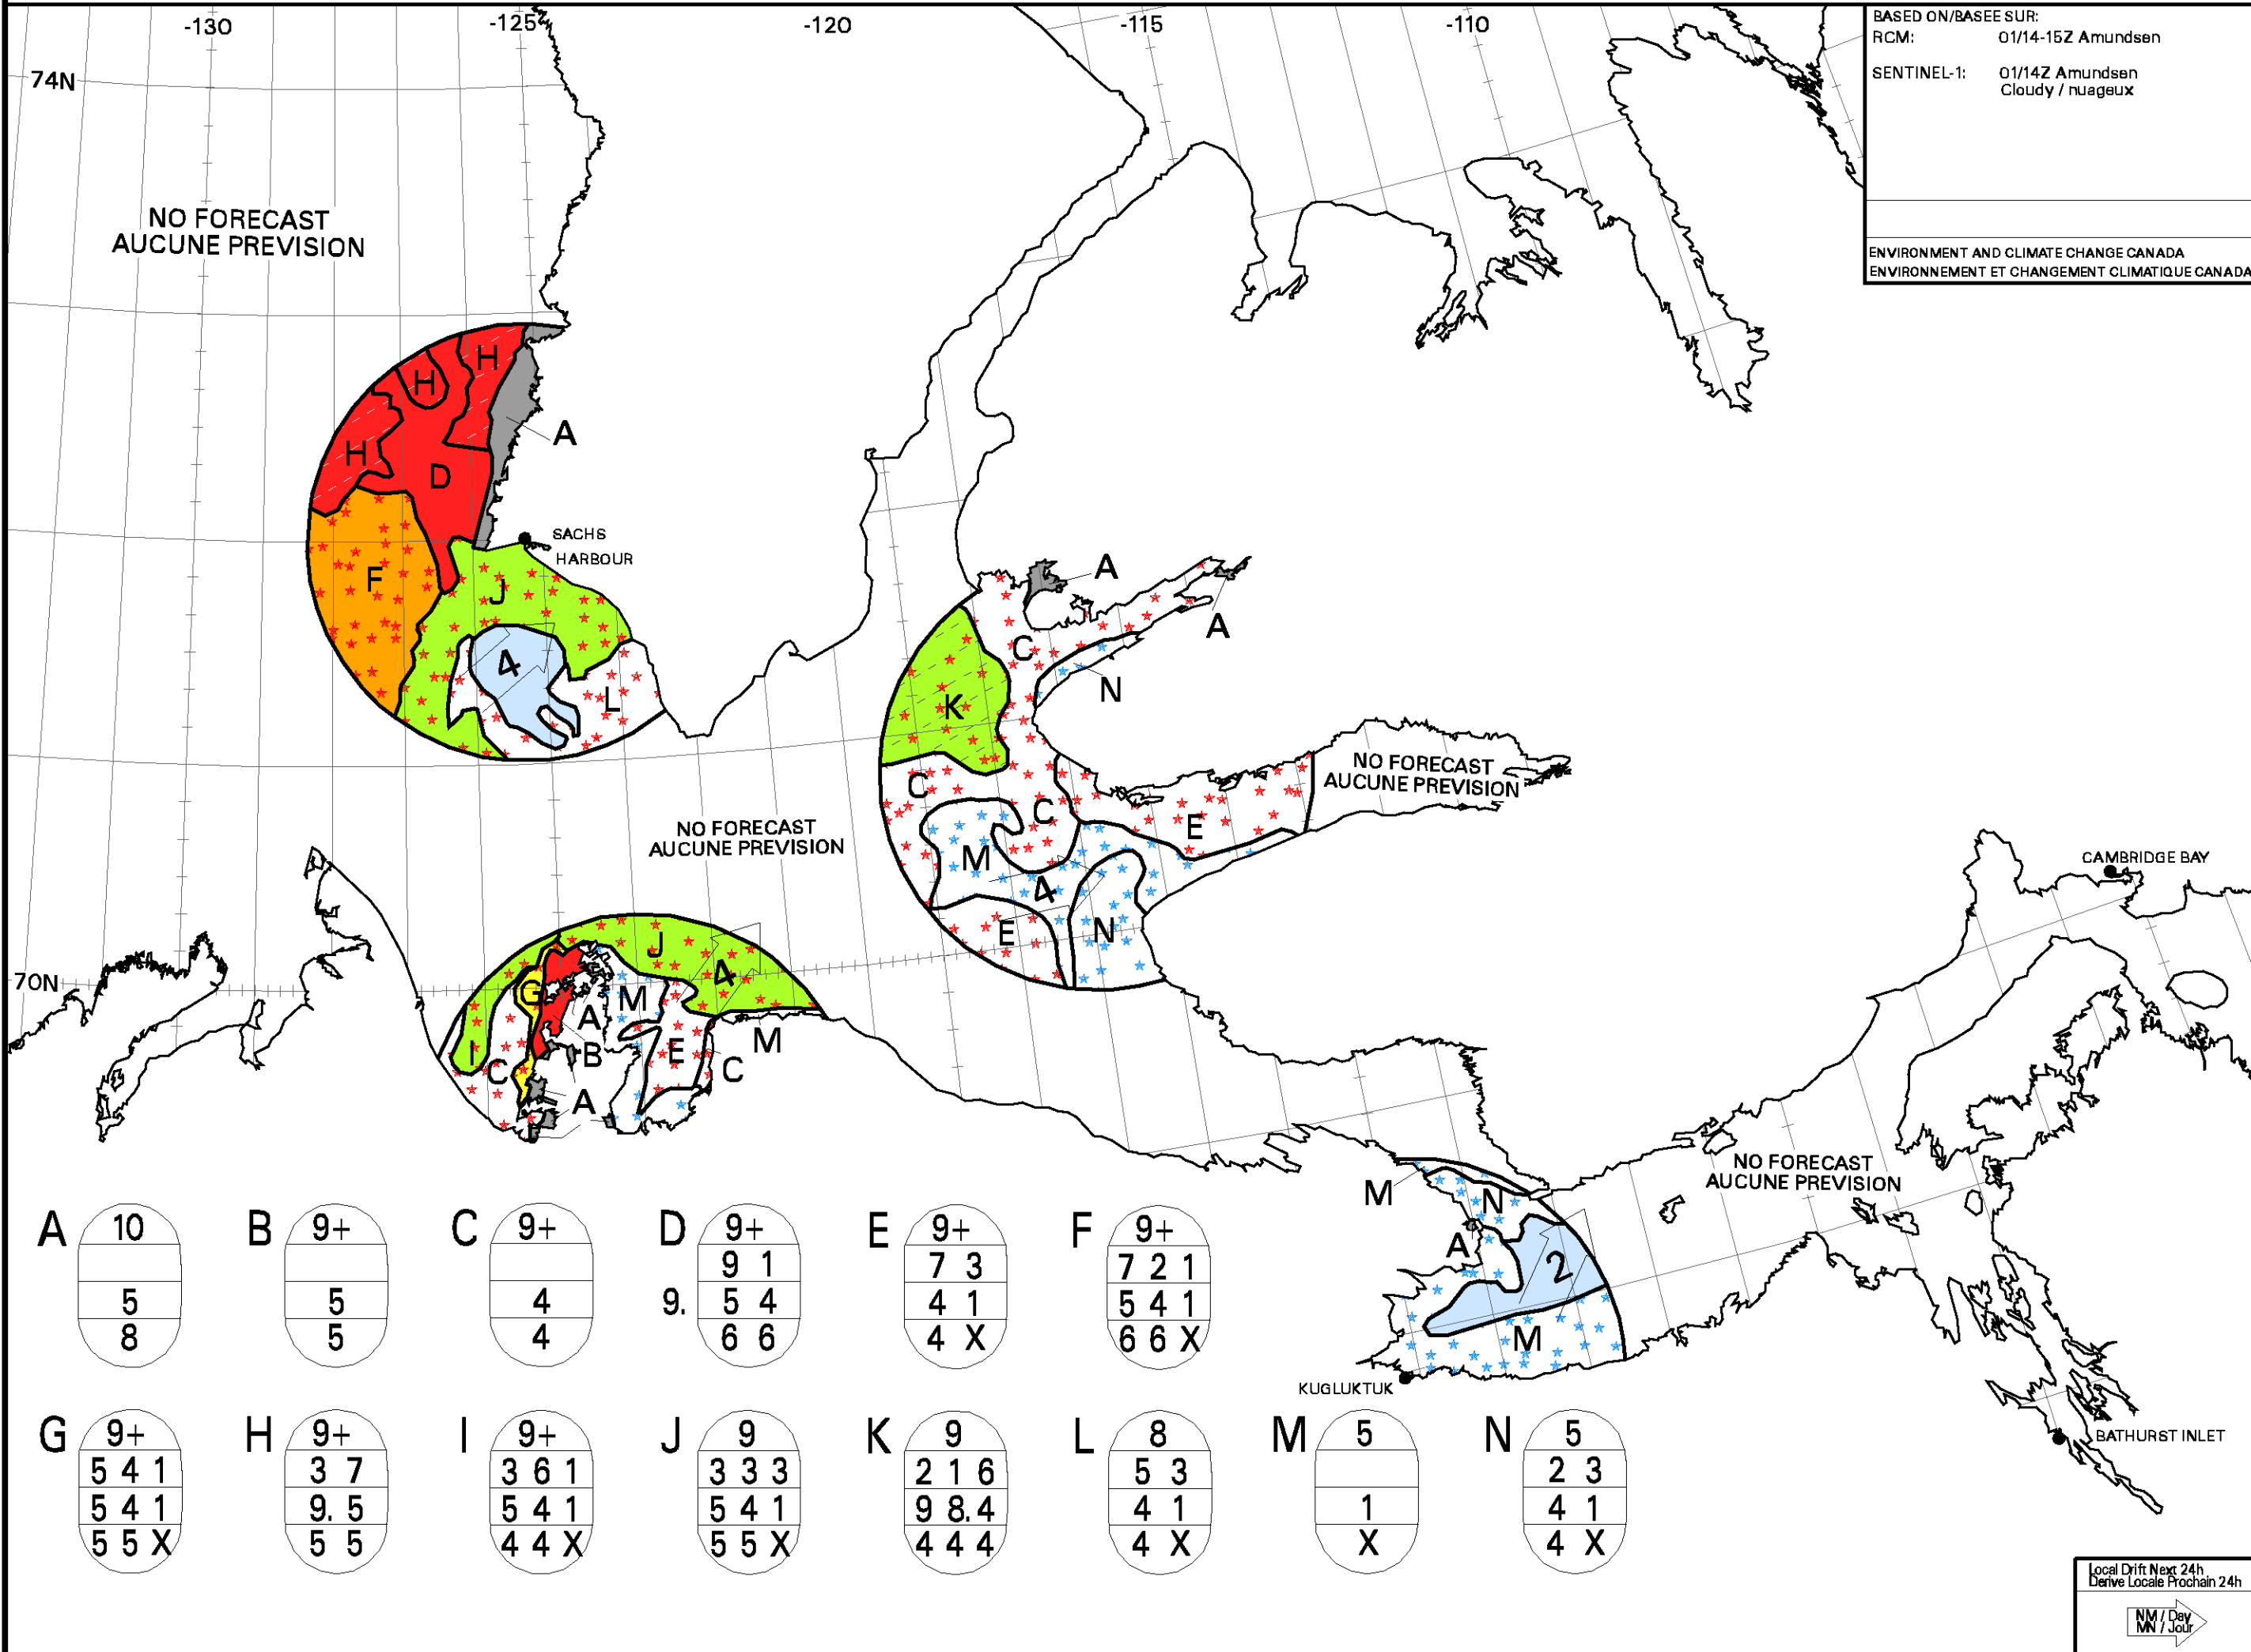 -130
-125
-120
-115
-110
BASED ON/BASEE SUR:
RCM: 01/14-15Z Amundsen
SENTINEL-1: 01/14Z Amundsen
Cloudy / nuageux
ENVIRONMENT AND CLIMATE CHANGE CANADA
ENVIRONNEMENT ET CHANGEMENT CLIMATIQUE CANADA
74N
NO FORECAST
AUCUNE PREVISION
H
H
H
D
A
SACHS
HARBOUR
F
J
4
L
A
A
C
N
K
C
C
E
M
4
E
N
NO FORECAST
AUCUNE PREVISION
NO FORECAST
AUCUNE PREVISION
CAMBRIDGE BAY
70N
J
4
G
A
M
M
I
C
B
E
C
A
NO FORECAST
AUCUNE PREVISION
M
N
A
2
M
KUGLUKTUK
BATHURST INLET
A 10
5
8
B 9+
5
5
C 9+
4
4
D 9+
9 1
9. 5 4
6 6
E 9+
7 3
4 1
4 X
F 9+
7 2 1
5 4 1
6 6 X
G 9+
5 4 1
5 4 1
5 5 X
H 9+
3 7
9. 5
5 5
I 9+
3 6 1
5 4 1
4 4 X
J 9
3 3 3
5 4 1
5 5 X
K 9
2 1 6
9 8. 4
4 4 4
L 8
5 3
4 1
4 X
M 5
1
X
N 5
2 3
4 1
4 X
Local Drift Next 24h
Derive Locale Prochain 24h
NM / Day
MN / Jour